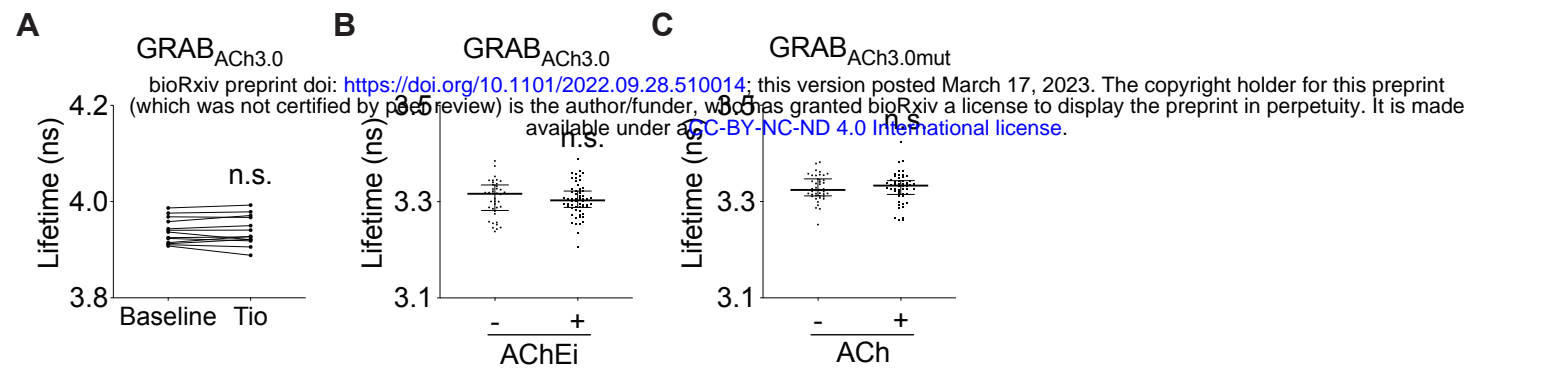 A
B
C
GRABACh3.0
GRABACh3.0
GRABACh3.0mut
bioRxiv preprint doi: https://doi.org/10.1101/2022.09.28.510014; this version posted March 17, 2023. The copyright holder for this preprint
(which was not certified by peer review) is the author/funder, who has granted bioRxiv a license to display the preprint in perpetuity. It is made
available under aCC-BY-NC-ND 4.0 International license.
4.2
4.0
3.8
Lifetime (ns)
n.s.
Baseline Tio
3.5
3.3
3.1
Lifetime (ns)
n.s.
- +
AChEi
3.5
3.3
3.1
Lifetime (ns)
n.s.
- +
ACh